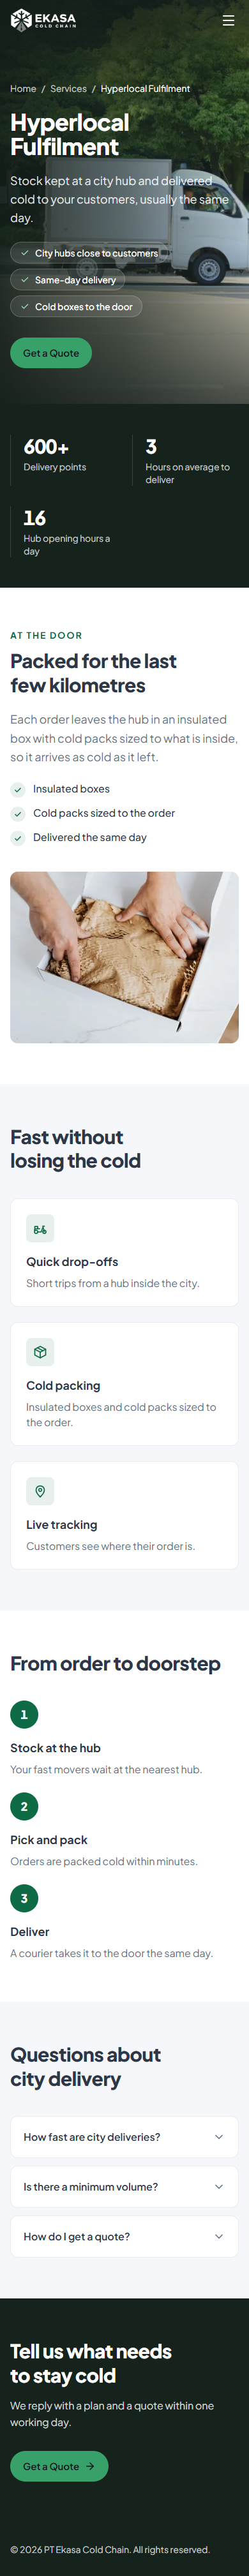 EKASA
COLD CHAIN
Home / Services / Hyperlocal Fulfilment
Hyperlocal
Fulfilment
Stock kept at a city hub and delivered
cold to your customers, usually the same
day.
City hubs close to customers
Same-day delivery
Cold boxes to the door
Get a Quote
600+
Delivery points
3
Hours on average to
deliver
16
Hub opening hours a
day
AT THE DOOR
Packed for the last
few kilometres
Each order leaves the hub in an insulated
box with cold packs sized to what is inside,
so it arrives as cold as it left.
Insulated boxes
Cold packs sized to the order
Delivered the same day
Fast without
losing the cold
Quick drop-offs
Short trips from a hub inside the city.
Cold packing
Insulated boxes and cold packs sized to
the order.
Live tracking
Customers see where their order is.
From order to doorstep
1
Stock at the hub
Your fast movers wait at the nearest hub.
2
Pick and pack
Orders are packed cold within minutes.
3
Deliver
A courier takes it to the door the same day.
Questions about
city delivery
How fast are city deliveries?
Is there a minimum volume?
How do I get a quote?
Tell us what needs
to stay cold
We reply with a plan and a quote within one
working day.
Get a Quote
© 2026 PT Ekasa Cold Chain. All rights reserved.